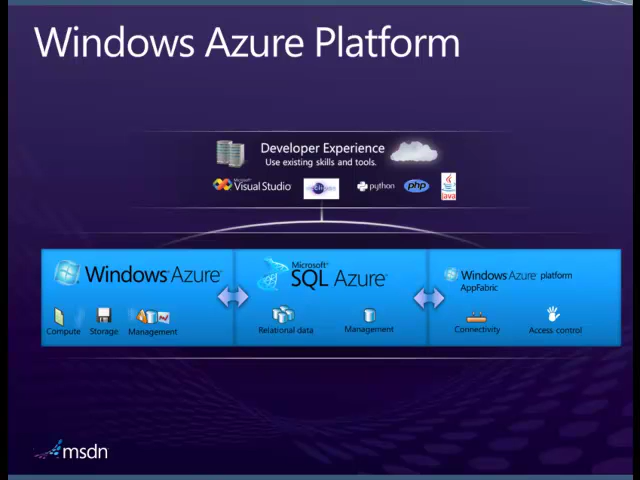 Windows Azure Platform
Developer Experience
Use existing skills and tools.
Microsoft
Visual Studio
python
php
Java
Windows Azure
Microsoft
SQL Azure
Windows Azure platform
AppFabric
Compute
Storage
Management
Relational data
Management
Connectivity
Access control
msdn